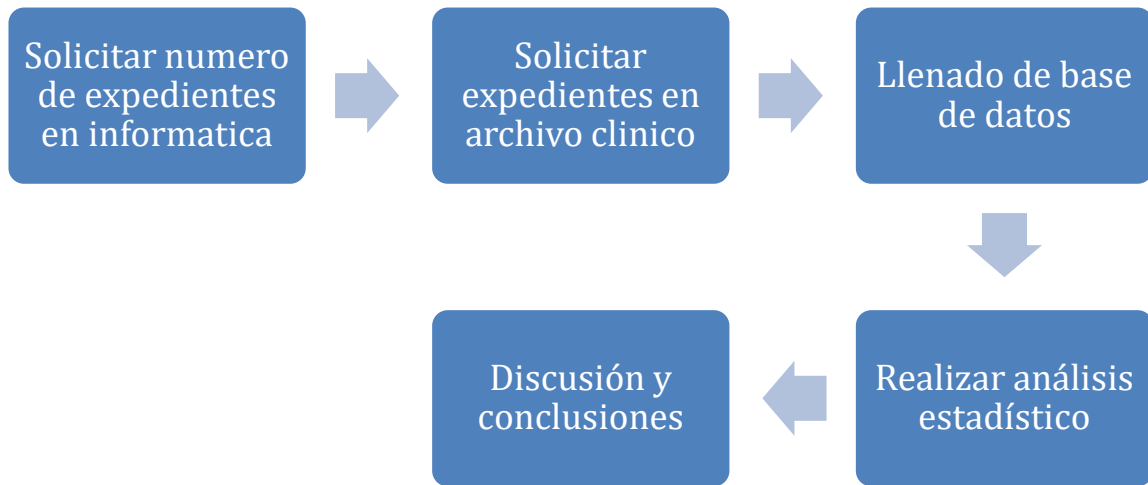 Solicitar numero
de expedientes
en informatica
Solicitar
expedientes en
archivo clinico
Llenado de base
de datos
Realizar análisis
estadístico
Discusión y
conclusiones